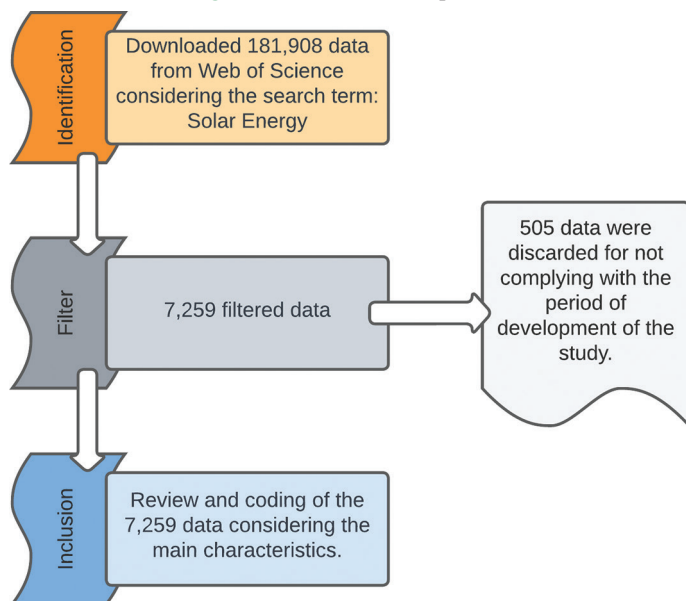 Identification
Downloaded 181,908 data
from Web of Science
considering the search term:
Solar Energy
Filter
7,259 filtered data
505 data were
discarded for not
complying with the
period of
development of the
study.
Inclusion
Review and coding of the
7,259 data considering the
main characteristics.